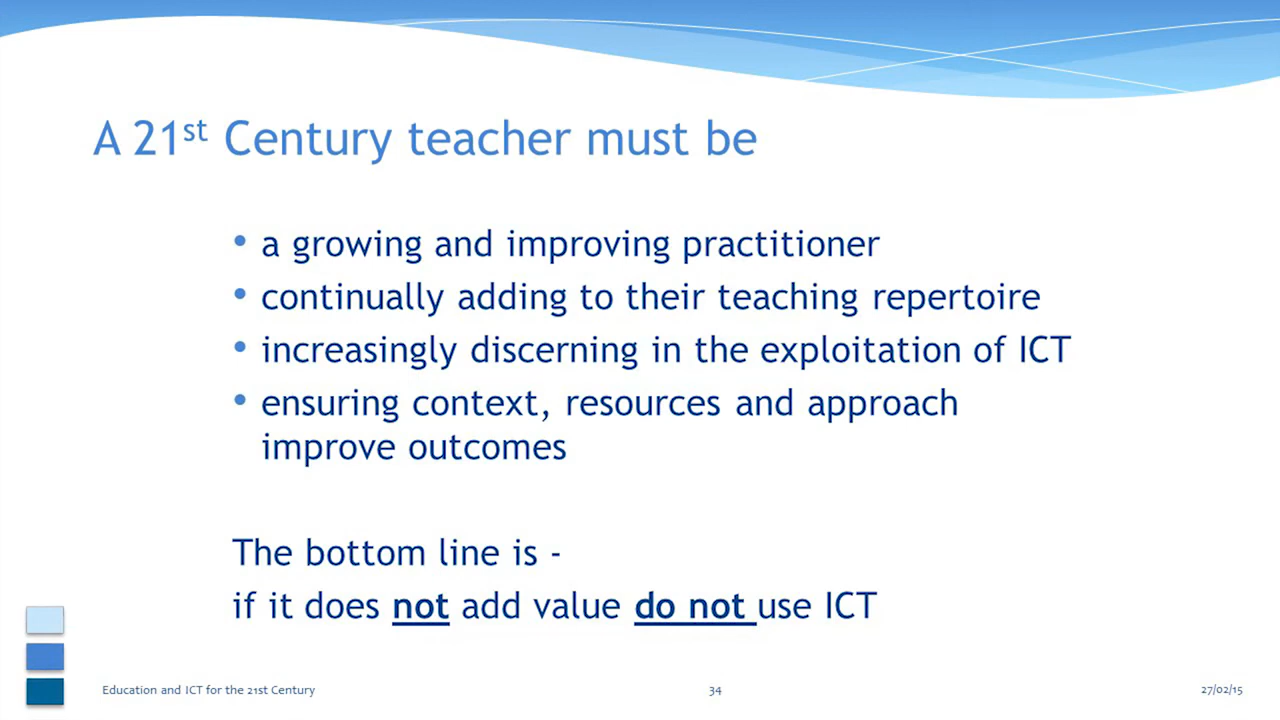 A 21st Century teacher must be
• a growing and improving practitioner
• continually adding to their teaching repertoire
• increasingly discerning in the exploitation of ICT
• ensuring context, resources and approach
improve outcomes
The bottom line is -
if it does not add value do not use ICT
Education and ICT for the 21st Century
34
27/02/15